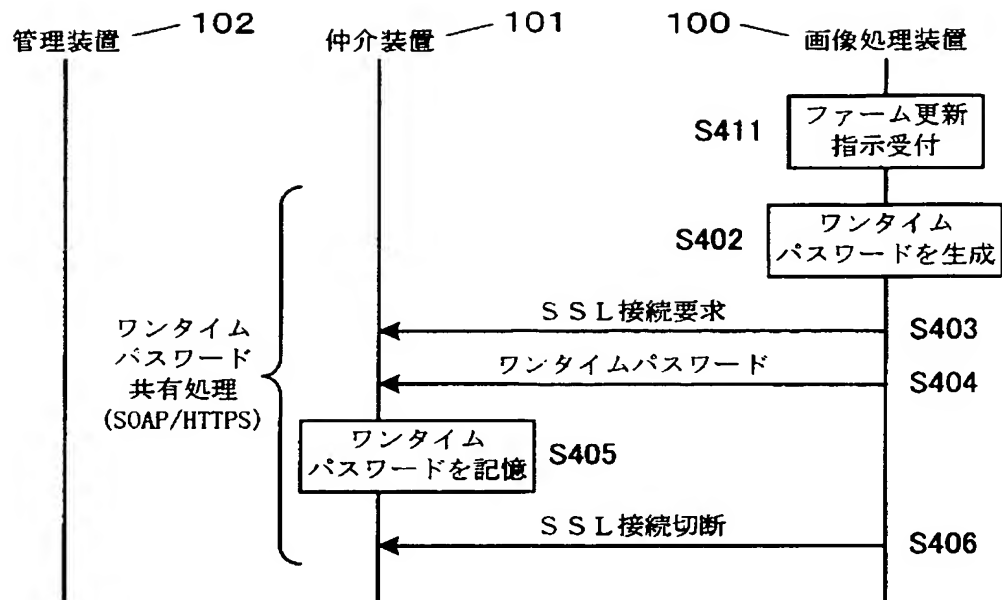 管理装置 102 仲介装置 101 100 画像処理装置
S411 ファーム更新
指示受付
S402 ワンタイム
パスワードを生成
SSL接続要求 S403
ワンタイムパスワード S404
ワンタイム
パスワード
共有処理
(SOAP/HTTPS)
ワンタイム
パスワードを記憶 S405
SSL接続切断 S406